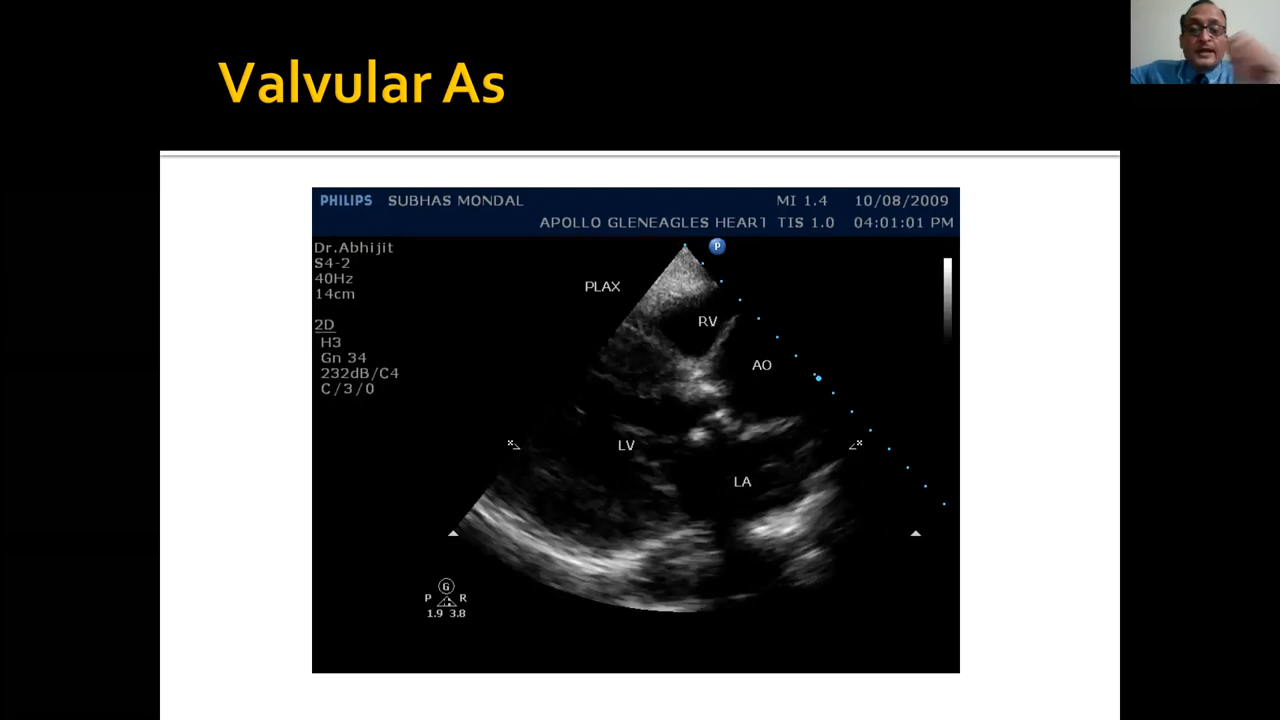 Valvular As
PHILIPS SUBHAS MONDAL MI 1.4 10/08/2009
APOLLO GLENEAGLES HEART TIS 1.0 04:01:01 PM
Dr.Abhijit
S4-2
40Hz
14cm
2D
H3
Gn 34
232dB/C4
C/3/0
P
PLAX
RV
AO
LV
LA
G
P R
1.9 3.8